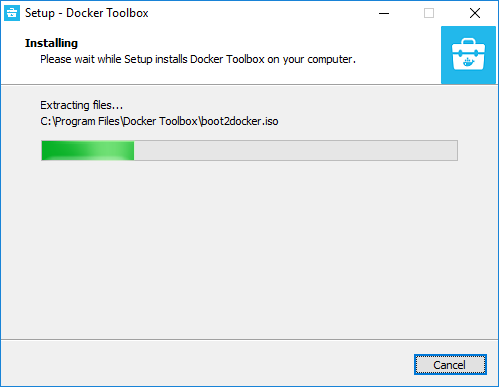 Setup - Docker Toolbox
Installing
Please wait while Setup installs Docker Toolbox on your computer.
Extracting files...
C:\Program Files\Docker Toolbox\boot2docker.iso
Cancel